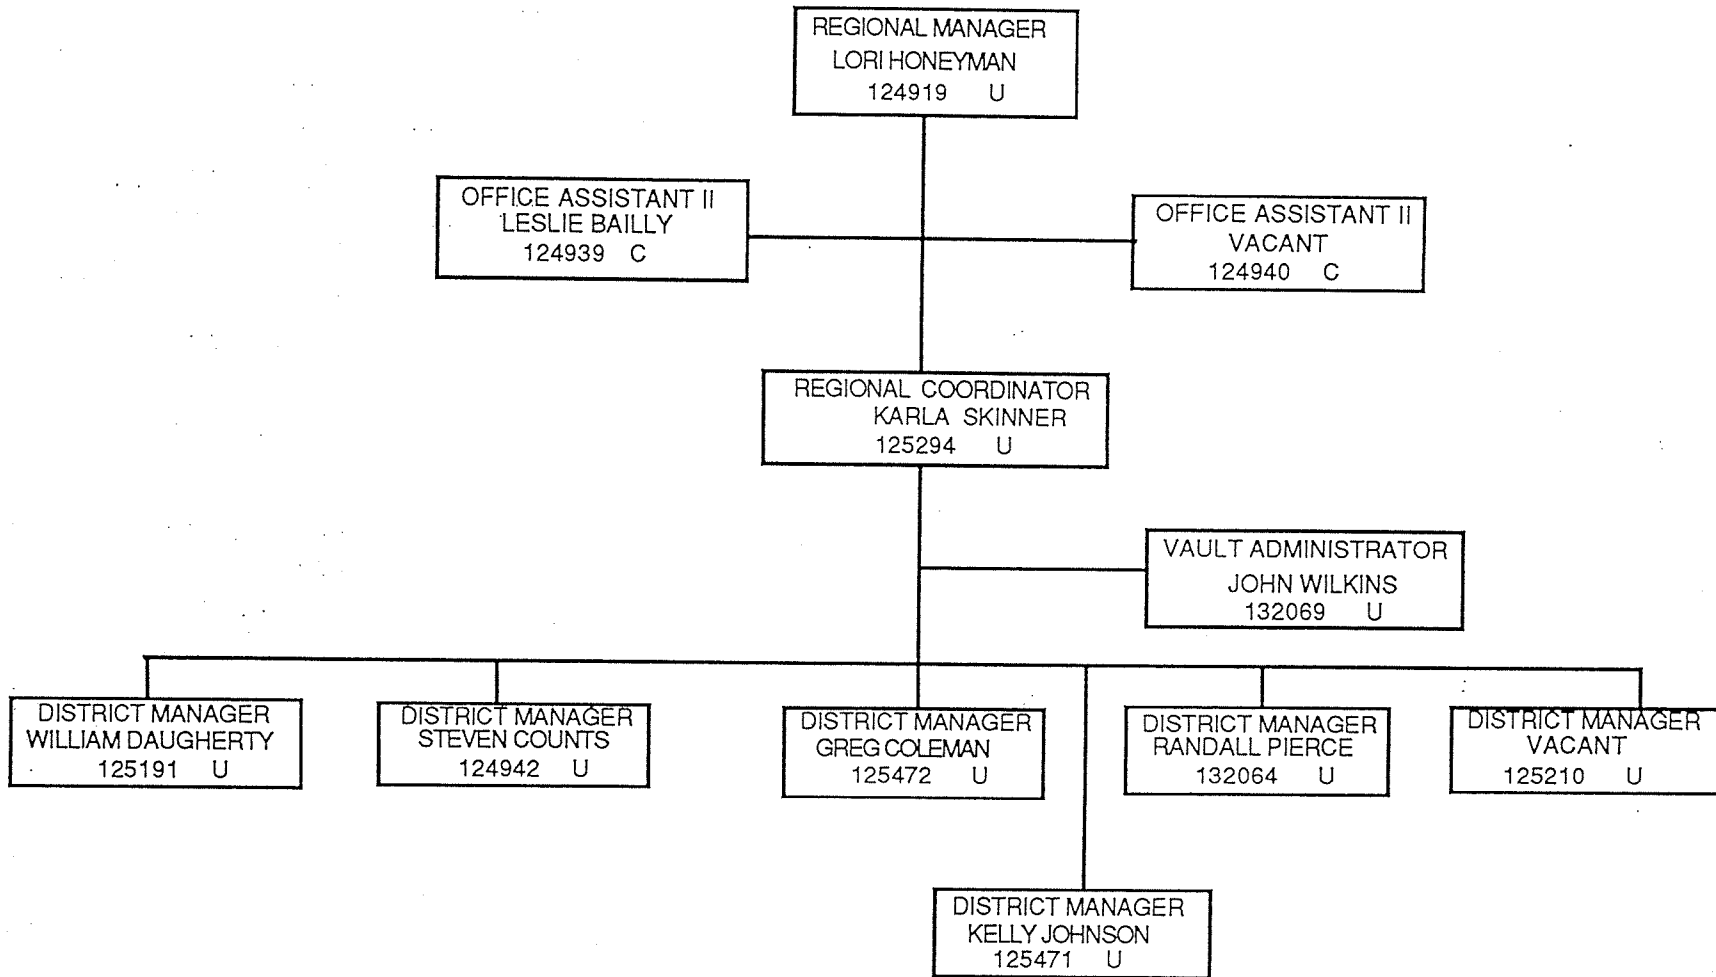 REGIONAL MANAGER
LORI HONEYMAN
124919 U
OFFICE ASSISTANT II
LESLIE BAILLY
124939 C
OFFICE ASSISTANT II
VACANT
124940 C
REGIONAL COORDINATOR
KARLA SKINNER
125294 U
VAULT ADMINISTRATOR
JOHN WILKINS
132069 U
DISTRICT MANAGER
WILLIAM DAUGHERTY
125191 U
DISTRICT MANAGER
STEVEN COUNTS
124942 U
DISTRICT MANAGER
GREG COLEMAN
125472 U
DISTRICT MANAGER
RANDALL PIERCE
132064 U
DISTRICT MANAGER
VACANT
125210 U
DISTRICT MANAGER
KELLY JOHNSON
125471 U